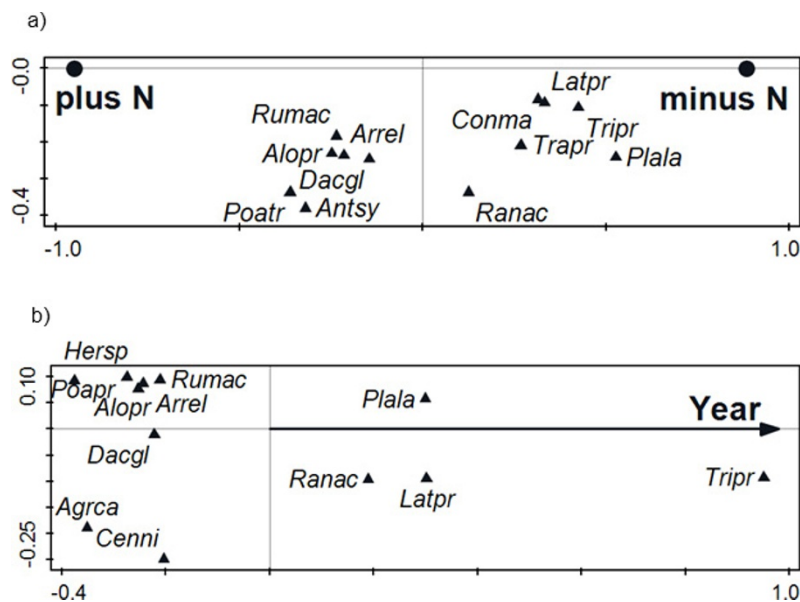 a)
-0.0
plus N
minus N
Latpr
Rumac
Arrel
Conma
Tripr
Alopr
Trapr
Plala
Dacgl
Poatr
Antsy
Ranac
-0.4
-1.0
1.0
b)
Hersp
0.10
Poapr
Rumac
Alopr
Arrel
Plala
Year
Dacgl
Ranac
Latpr
Tripr
Agrca
Cenni
-0.25
-0.4
1.0